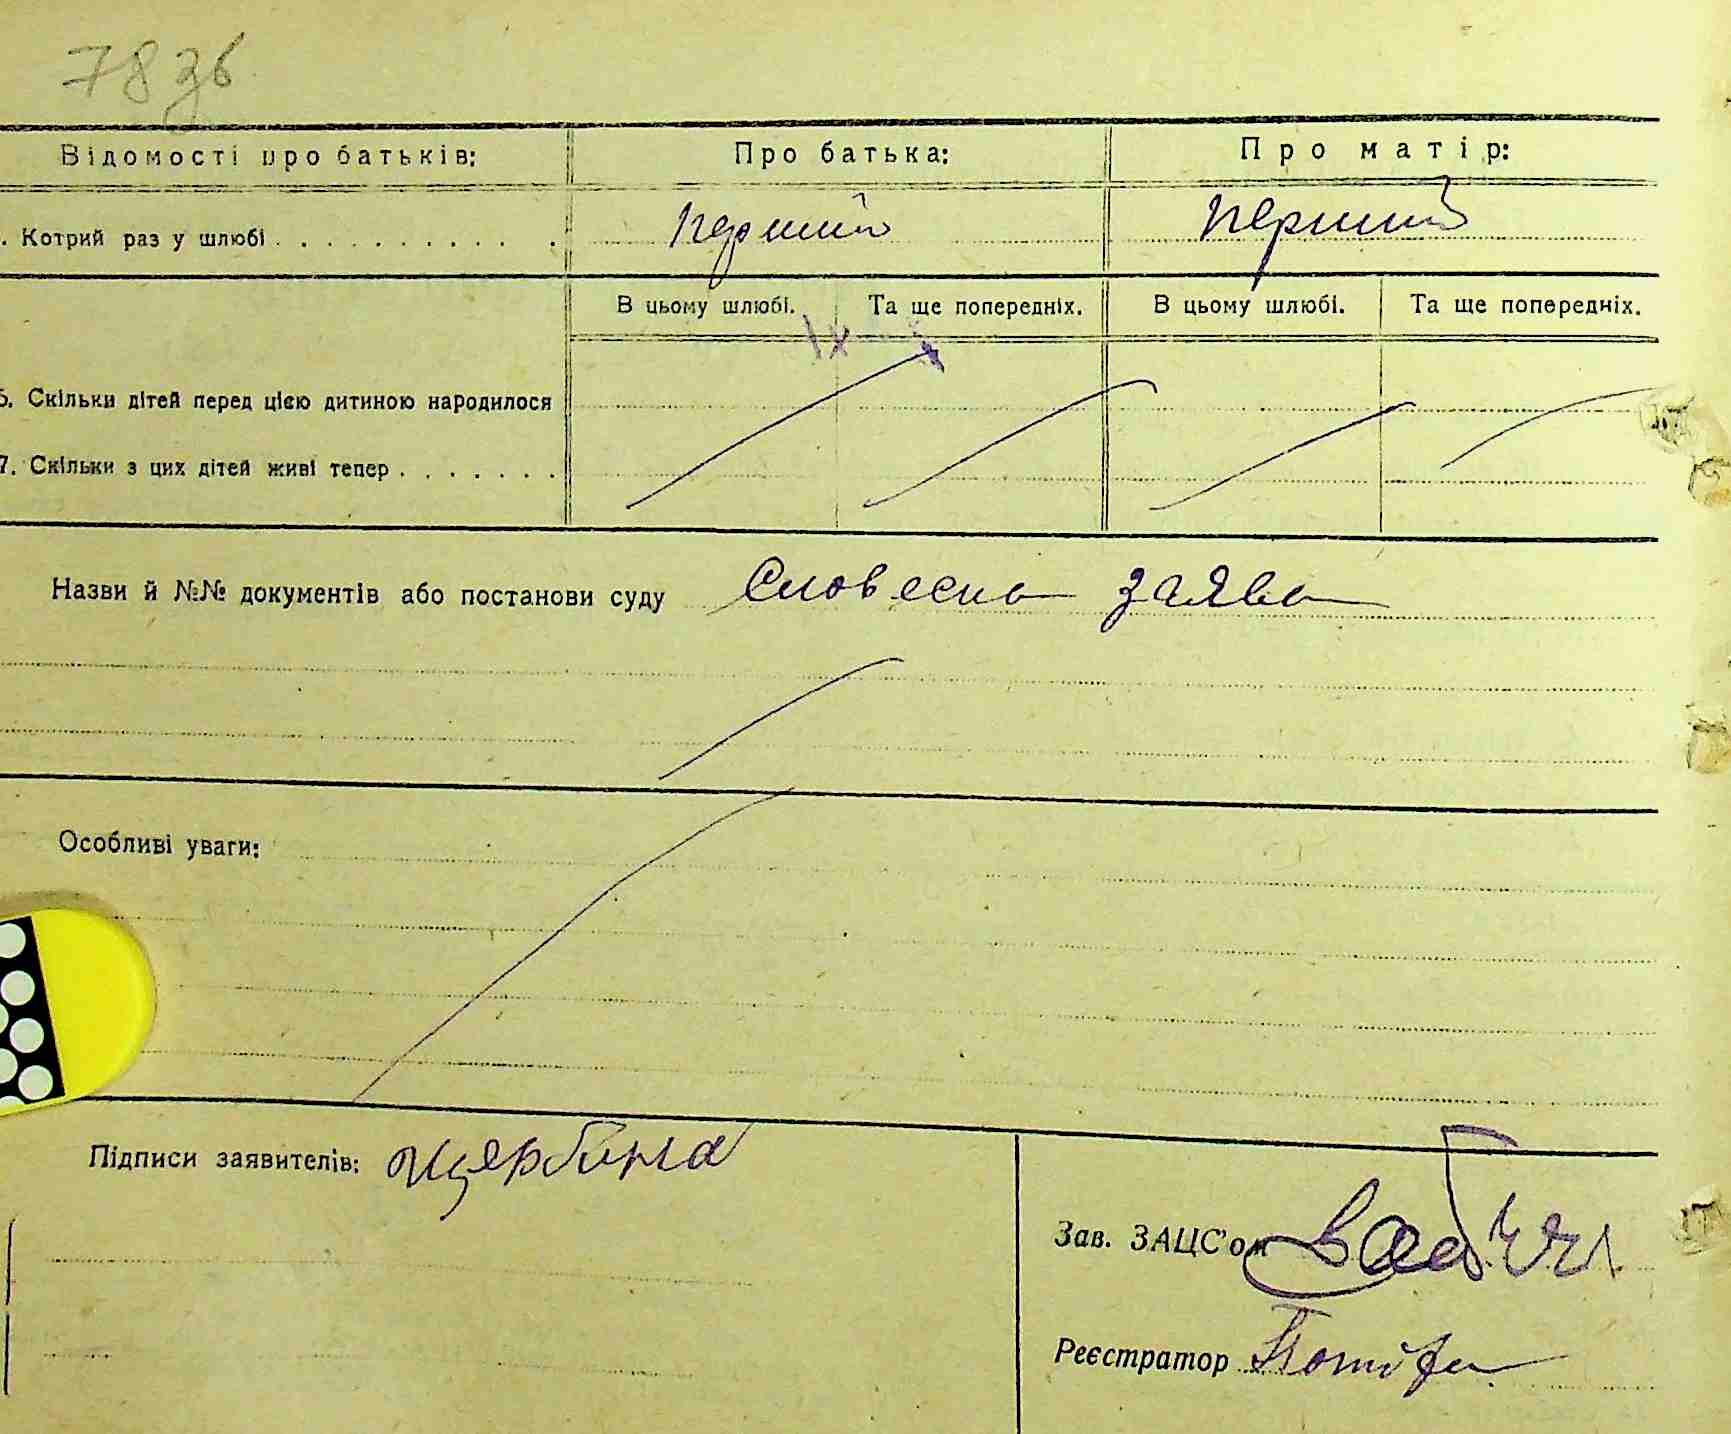 78 зв
Відомості про батьків: Про батька: Про матір:
. Котрий раз у шлюбі . . . . . . . . . . перший перший
В цьому шлюбі. Та ще попередніх. В цьому шлюбі. Та ще попередніх.
6. Скільки дітей перед цією дитиною народилося
7. Скільки з цих дітей живі тепер . . . . . . .
Назви й №№ документів або постанови суду Словесна заява
Особливі уваги:
Підписи заявителів: Щербина
Зав. ЗАЦС'ом
Реєстратор